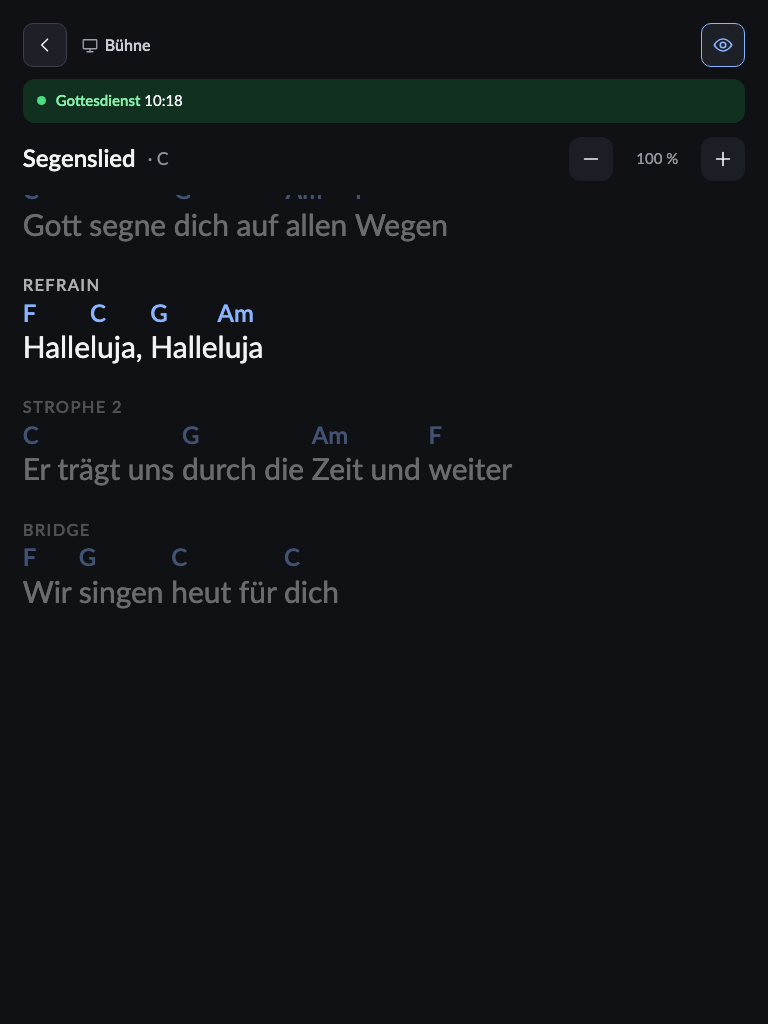 Bühne
Gottesdienst 10:18
Segenslied · C
100 %
Gott segne dich auf allen Wegen
REFRAIN
F C G Am
Halleluja, Halleluja
STROPHE 2
C G Am F
Er trägt uns durch die Zeit und weiter
BRIDGE
F G C C
Wir singen heut für dich